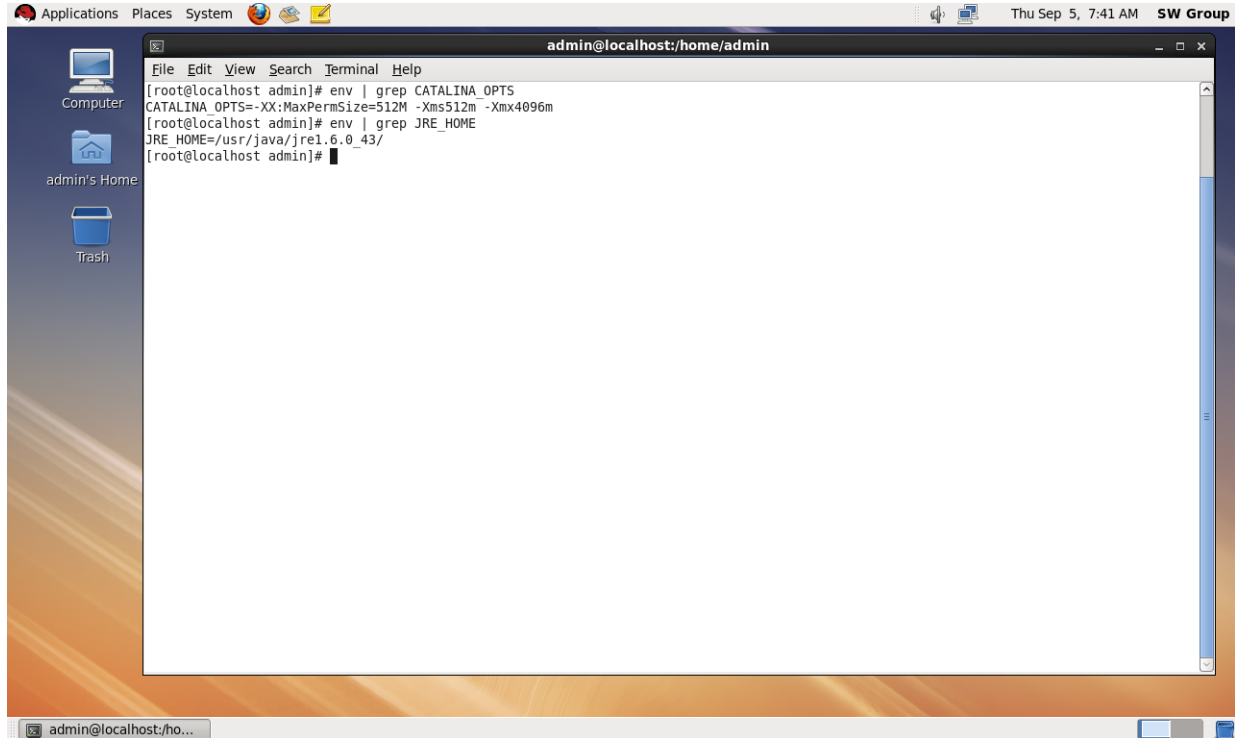 Applications Places System Thu Sep 5, 7:41 AM SW Group
admin@localhost:/home/admin
File Edit View Search Terminal Help
[root@localhost admin]# env | grep CATALINA_OPTS
CATALINA_OPTS=-XX:MaxPermSize=512M -Xms512m -Xmx4096m
[root@localhost admin]# env | grep JRE_HOME
JRE_HOME=/usr/java/jre1.6.0_43/
[root@localhost admin]#
Computer
admin's Home
Trash
admin@localhost:/ho...